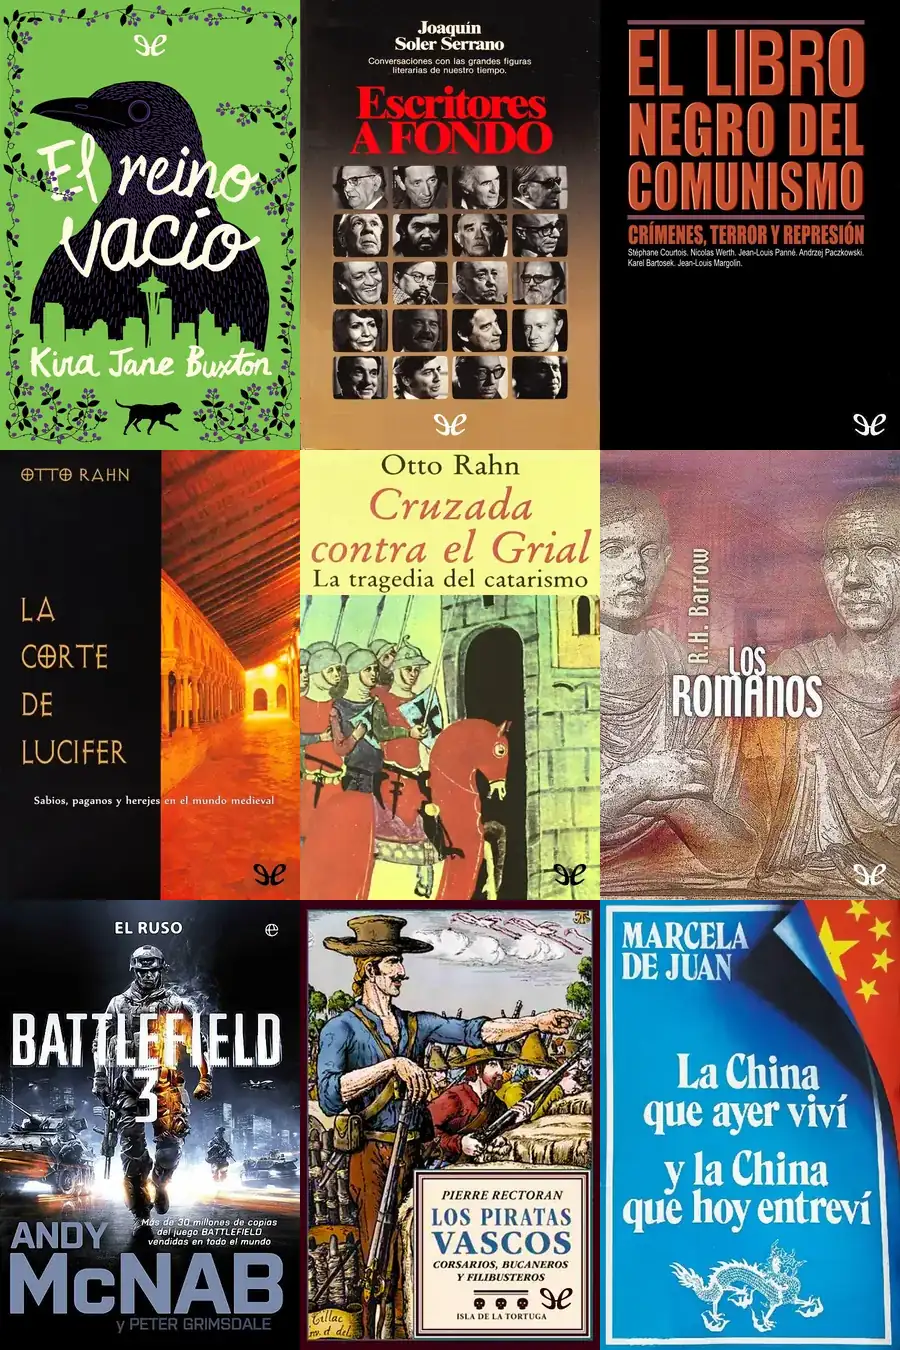 El reino
vacío
Kira Jane Buxton
Joaquín
Soler Serrano
Conversaciones con las grandes figuras
literarias de nuestro tiempo.
Escritores
A FONDO
EL LIBRO
NEGRO DEL
COMUNISMO
CRÍMENES, TERROR Y REPRESIÓN
Stéphane Courtois. Nicolas Werth. Jean-Louis Panné. Andrzej Paczkowski.
Karel Bartosek. Jean-Louis Margolin.
OTTO RAHN
LA
CORTE
DE
LUCIFER
Sabios, paganos y herejes en el mundo medieval
Otto Rahn
Cruzada
contra el Grial
La tragedia del catarismo
R.H. Barrow
LOS
ROMANOS
EL RUSO
e
BATTLEFIELD
3
Más de 30 millones de copias
del juego BATTLEFIELD
vendidas en todo el mundo
ANDY
McNAB
y PETER GRIMSDALE
PIERRE RECTORAN
LOS PIRATAS
VASCOS
CORSARIOS, BUCANEROS
Y FILIBUSTEROS
ISLA DE LA TORTUGA
MARCELA
DE JUAN
La China
que ayer viví
y la China
que hoy entreví